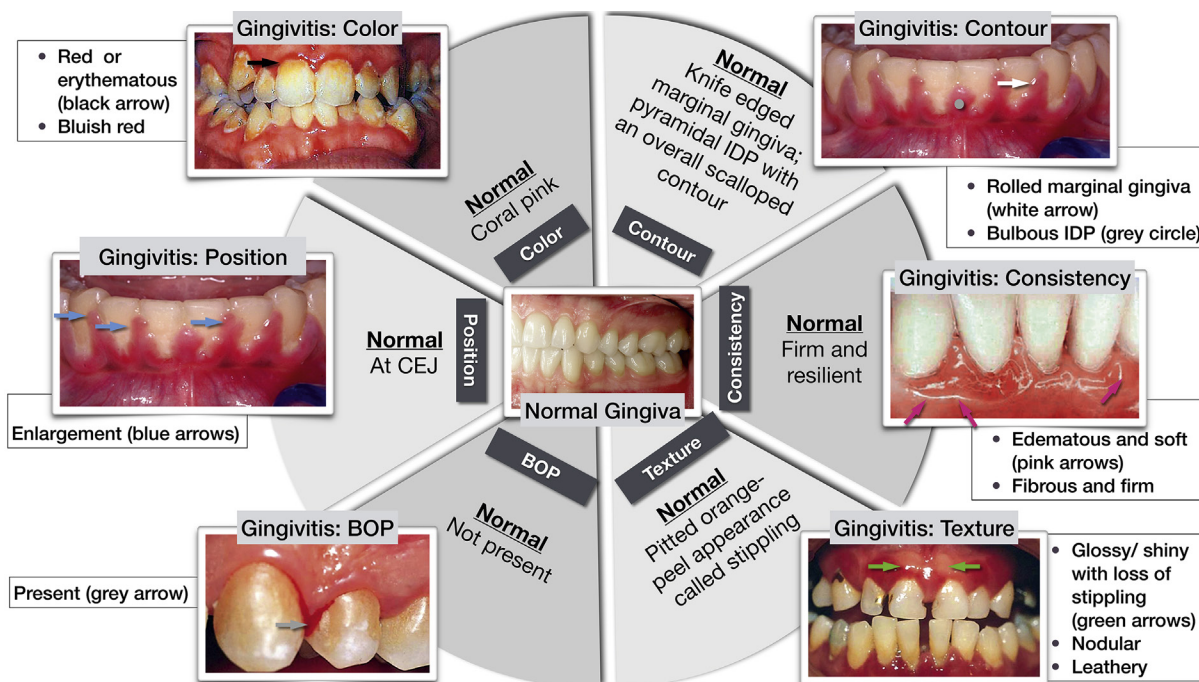 Gingivitis: Color
• Red or
erythematous
(black arrow)
• Bluish red
Normal
Coral pink
Color
Normal
Knife edged
marginal gingiva;
pyramidal IDP with
an overall scalloped
contour
Contour
Gingivitis: Contour
• Rolled marginal gingiva
(white arrow)
• Bulbous IDP (grey circle)
Gingivitis: Position
Enlargement (blue arrows)
Normal
At CEJ
Position
Normal Gingiva
Consistency
Normal
Firm and
resilient
Gingivitis: Consistency
• Edematous and soft
(pink arrows)
• Fibrous and firm
Gingivitis: BOP
Present (grey arrow)
BOP
Normal
Not present
Texture
Normal
Pitted orange-
peel appearance
called stippling
Gingivitis: Texture
• Glossy/ shiny
with loss of
stippling
(green arrows)
• Nodular
• Leathery